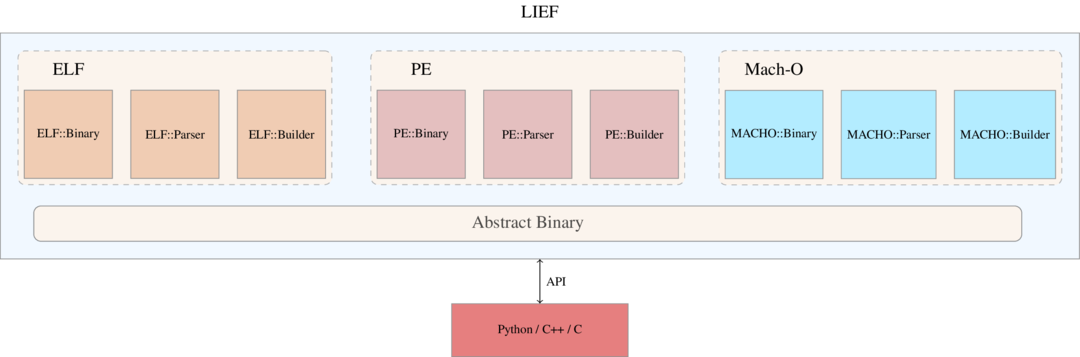 LIEF
ELF
PE
Mach-O
ELF::Binary
ELF::Parser
ELF::Builder
PE::Binary
PE::Parser
PE::Builder
MACHO::Binary
MACHO::Parser
MACHO::Builder
Abstract Binary
API
Python / C++ / C